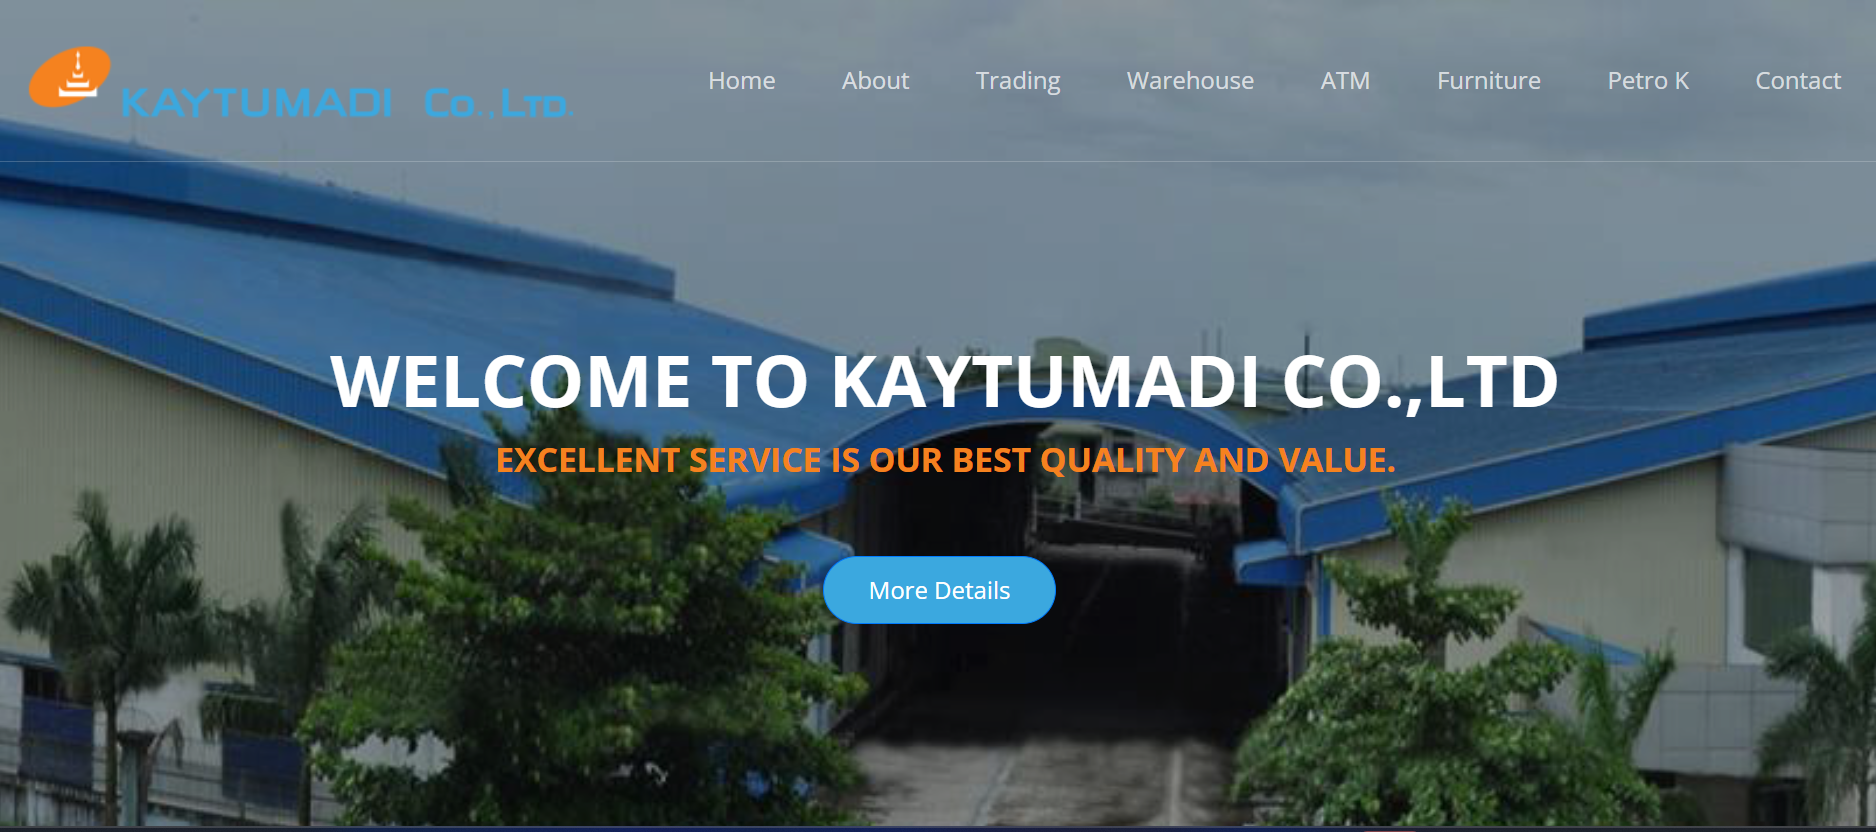 KAYTUMADI Co.,LTD.
Home About Trading Warehouse ATM Furniture Petro K Contact
WELCOME TO KAYTUMADI CO.,LTD
EXCELLENT SERVICE IS OUR BEST QUALITY AND VALUE.
More Details